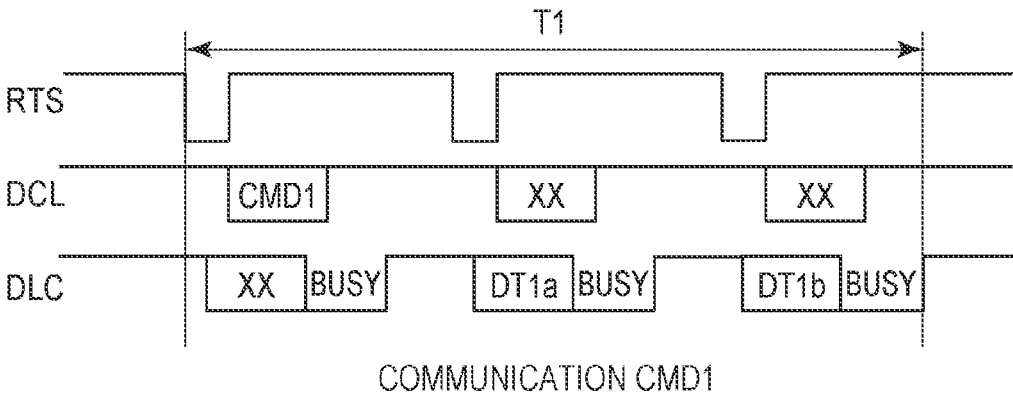 T1
RTS
DCL CMD1 XX XX
DLC XX BUSY DT1a BUSY DT1b BUSY
COMMUNICATION CMD1